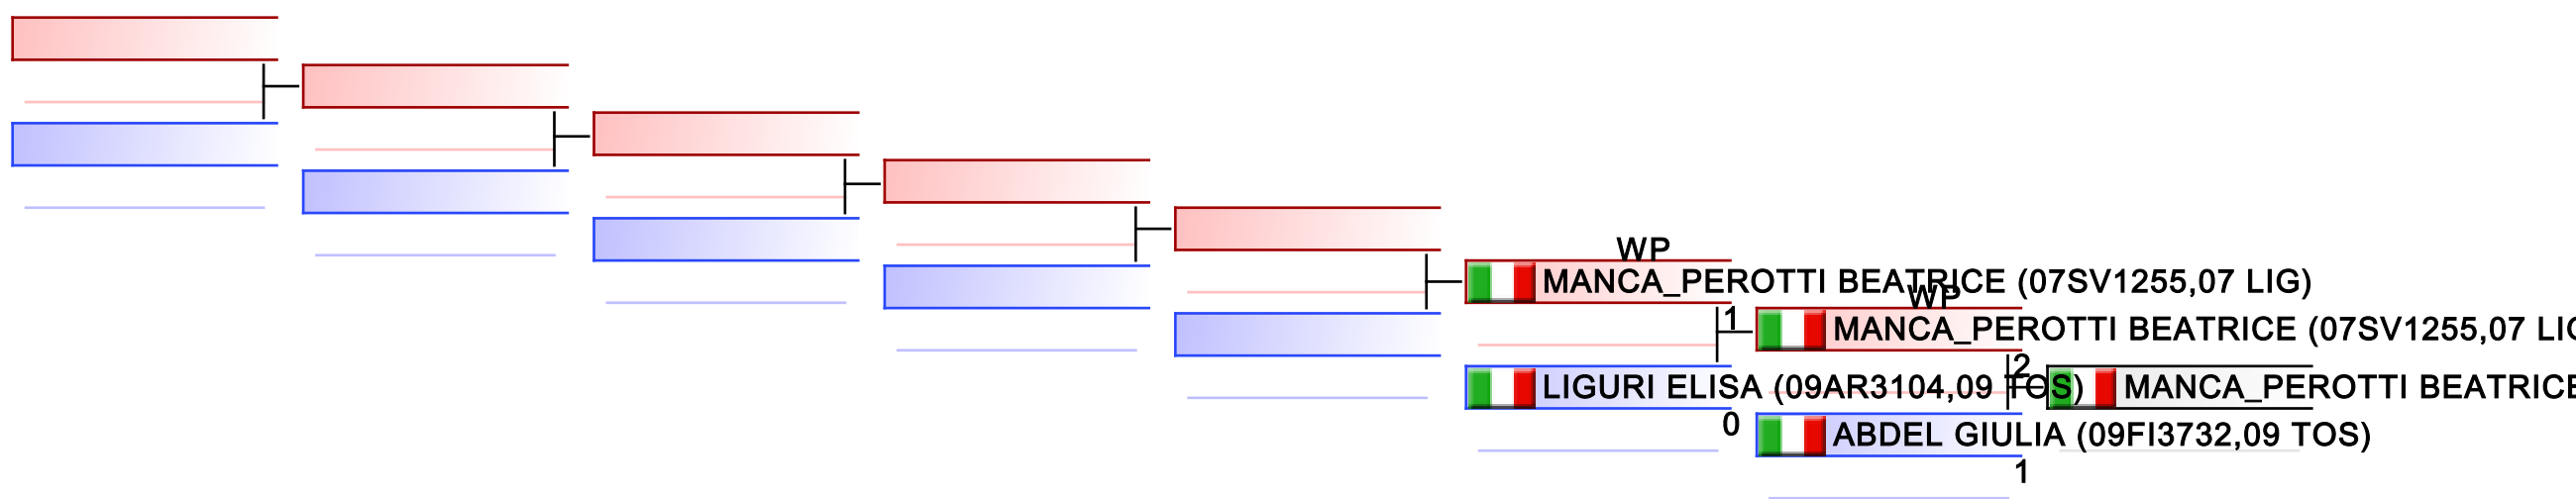 WP
MANCA_PEROTTI BEATRICE (07SV1255,07 LIG)
WP
1
MANCA_PEROTTI BEATRICE (07SV1255,07 LI
2
LIGURI ELISA (09AR3104,09 TOS)
MANCA_PEROTTI BEATRICE
0
ABDEL GIULIA (09FI3732,09 TOS)
1